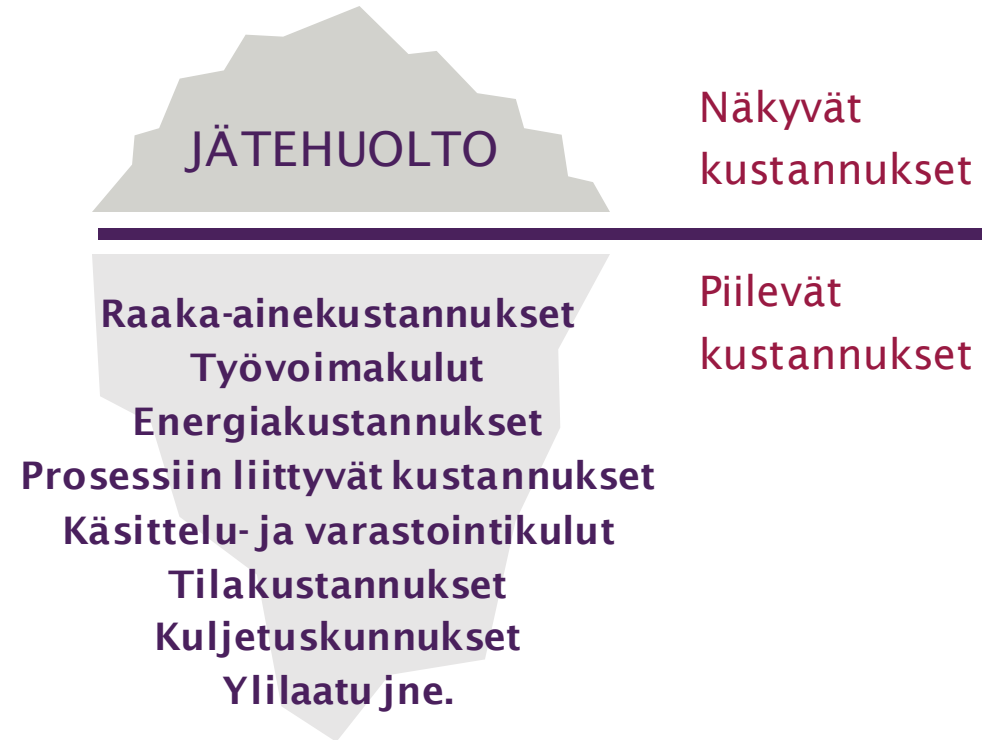 JÄTEHUOLTO
Näkyvät
kustannukset
Piilevät
kustannukset
Raaka-ainekustannukset
Työvoimakulut
Energiakustannukset
Prosessiin liittyvät kustannukset
Käsittelu- ja varastointikulut
Tilakustannukset
Kuljetuskunnukset
Ylilaatu jne.